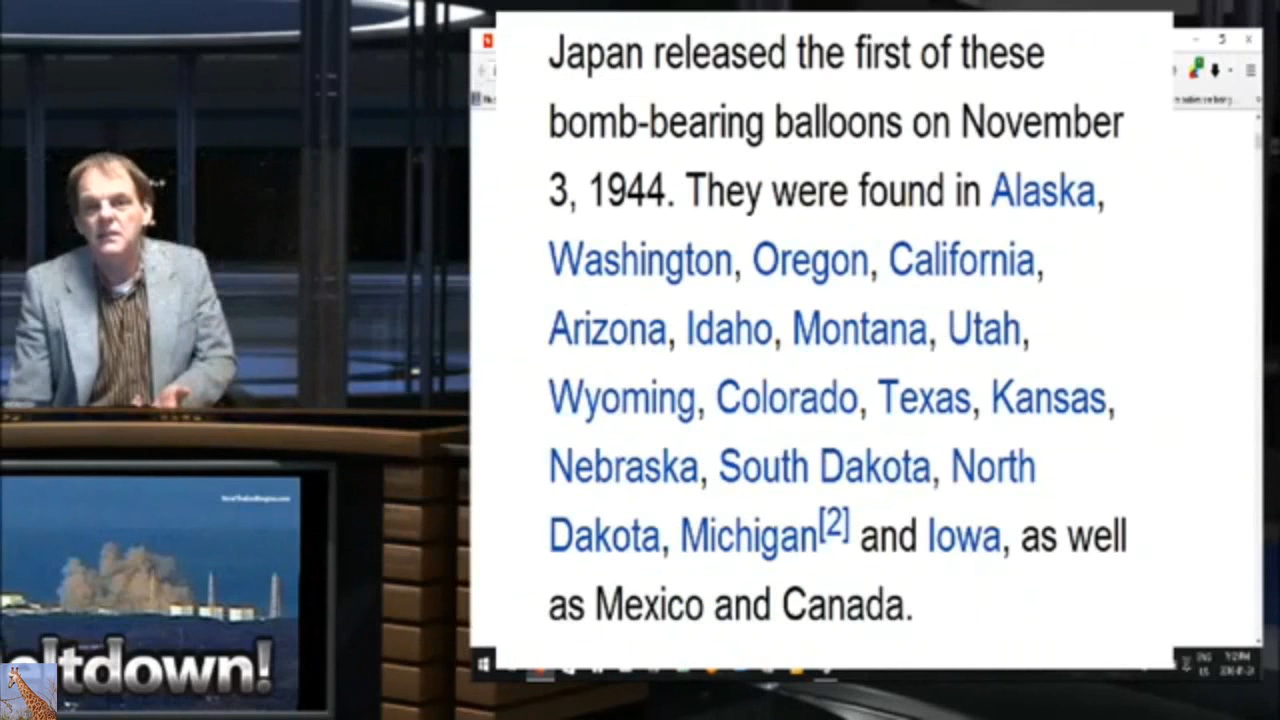 Japan released the first of these
bomb-bearing balloons on November
3, 1944. They were found in Alaska,
Washington, Oregon, California,
Arizona, Idaho, Montana, Utah,
Wyoming, Colorado, Texas, Kansas,
Nebraska, South Dakota, North
Dakota, Michigan[2] and Iowa, as well
as Mexico and Canada.
ltdown!
ENG